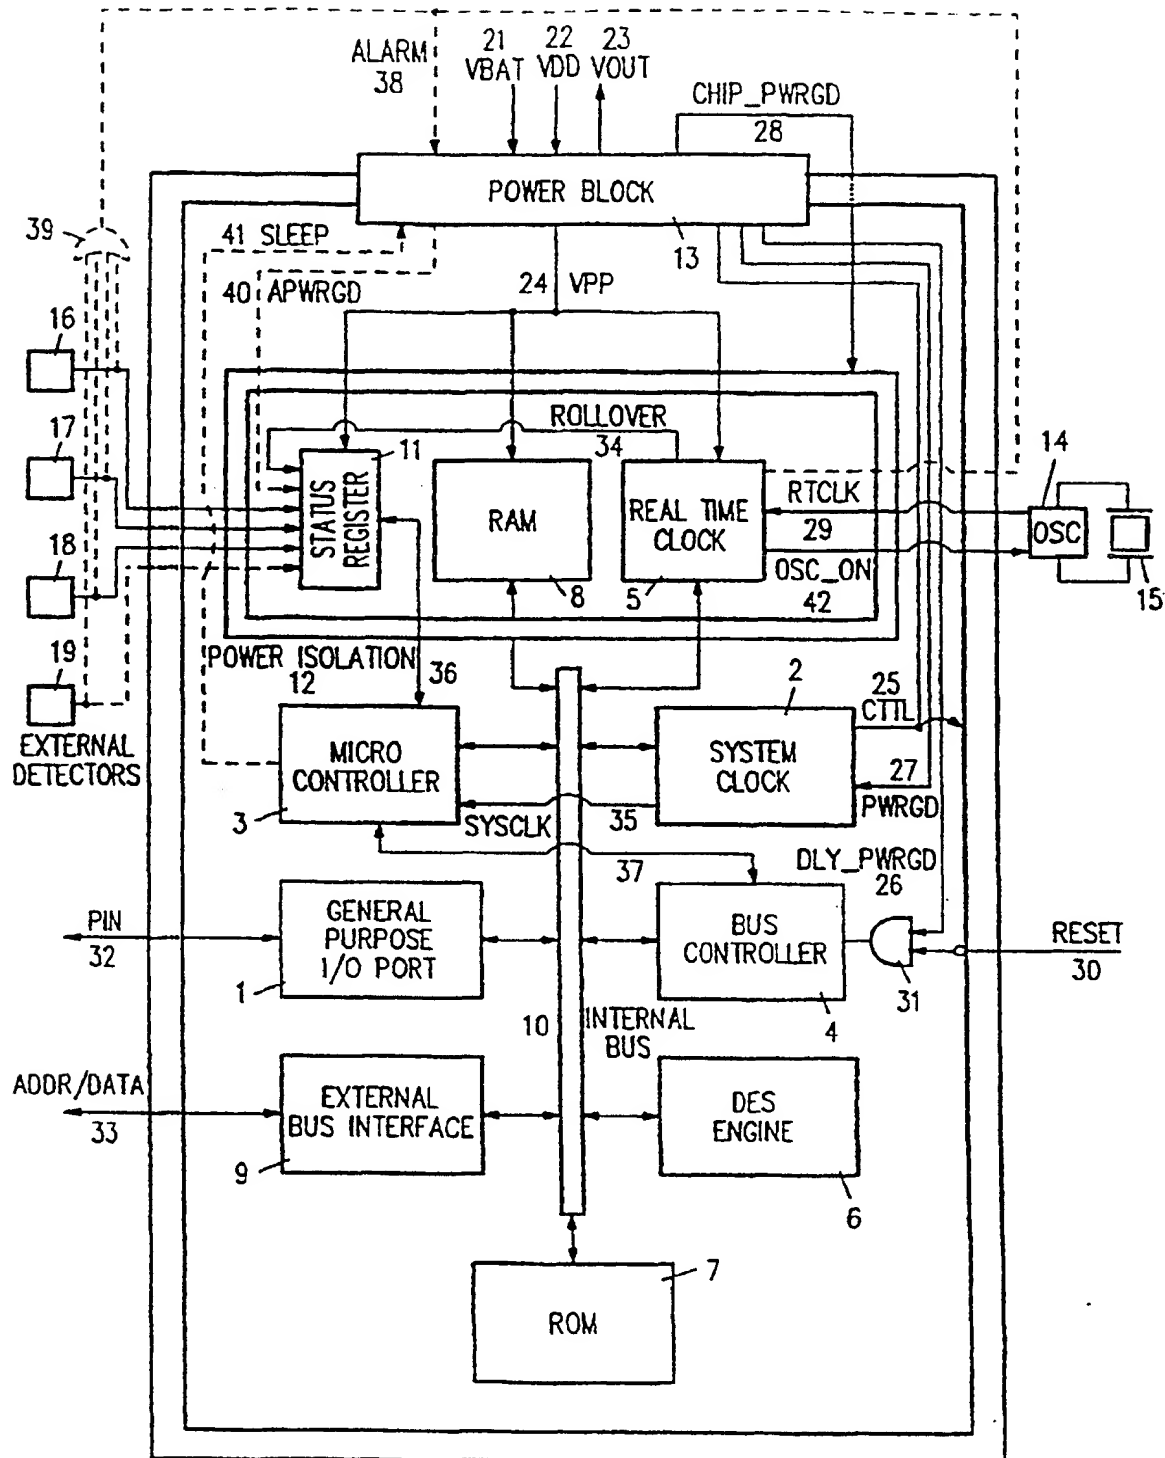 ALARM
38
21
VBAT
22
VDD
23
VOUT
CHIP_PWRGD
28
POWER BLOCK
13
39
41 SLEEP
40 APWRGD
24 VPP
16
17
18
19
EXTERNAL
DETECTORS
ROLLOVER
34
11
STATUS
REGISTER
RAM
8
REAL TIME
CLOCK
5
RTCLK
29
OSC_ON
42
14
OSC
15
POWER ISOLATION
12
36
2
25
CTTL
MICRO
CONTROLLER
3
SYSTEM
CLOCK
27
PWRGD
SYSCLK
35
37
DLY_PWRGD
26
PIN
32
GENERAL
PURPOSE
I/O PORT
1
BUS
CONTROLLER
4
31
RESET
30
10
INTERNAL
BUS
ADDR/DATA
33
EXTERNAL
BUS INTERFACE
9
DES
ENGINE
6
7
ROM